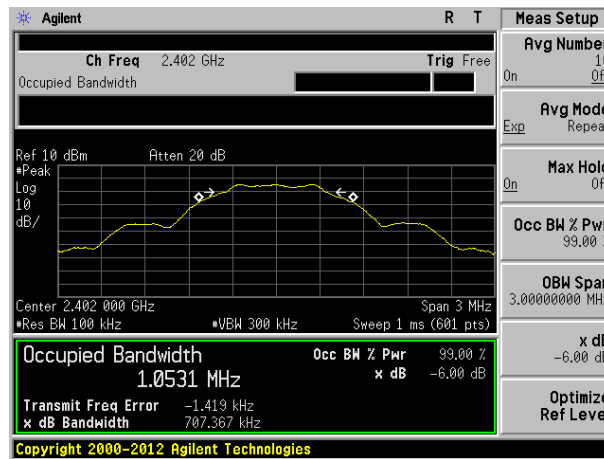 Agilent R T
Ch Freq 2.402 GHz Trig Free
Occupied Bandwidth
Ref 10 dBm Atten 20 dB
#Peak
Log
10
dB/
Center 2.402 000 GHz Span 3 MHz
#Res BW 100 kHz #VBW 300 kHz Sweep 1 ms (601 pts)
Occupied Bandwidth Occ BW % Pwr 99.00 %
1.0531 MHz x dB -6.00 dB
Transmit Freq Error -1.419 kHz
x dB Bandwidth 707.367 kHz
Copyright 2000-2012 Agilent Technologies
Meas Setup
Avg Number
On
Avg Mode
Exp Repea
Max Hold
On Of
Occ BW % Pwr
99.00
OBW Span
3.00000000 MH
x dB
-6.00 dB
Optimize
Ref Level